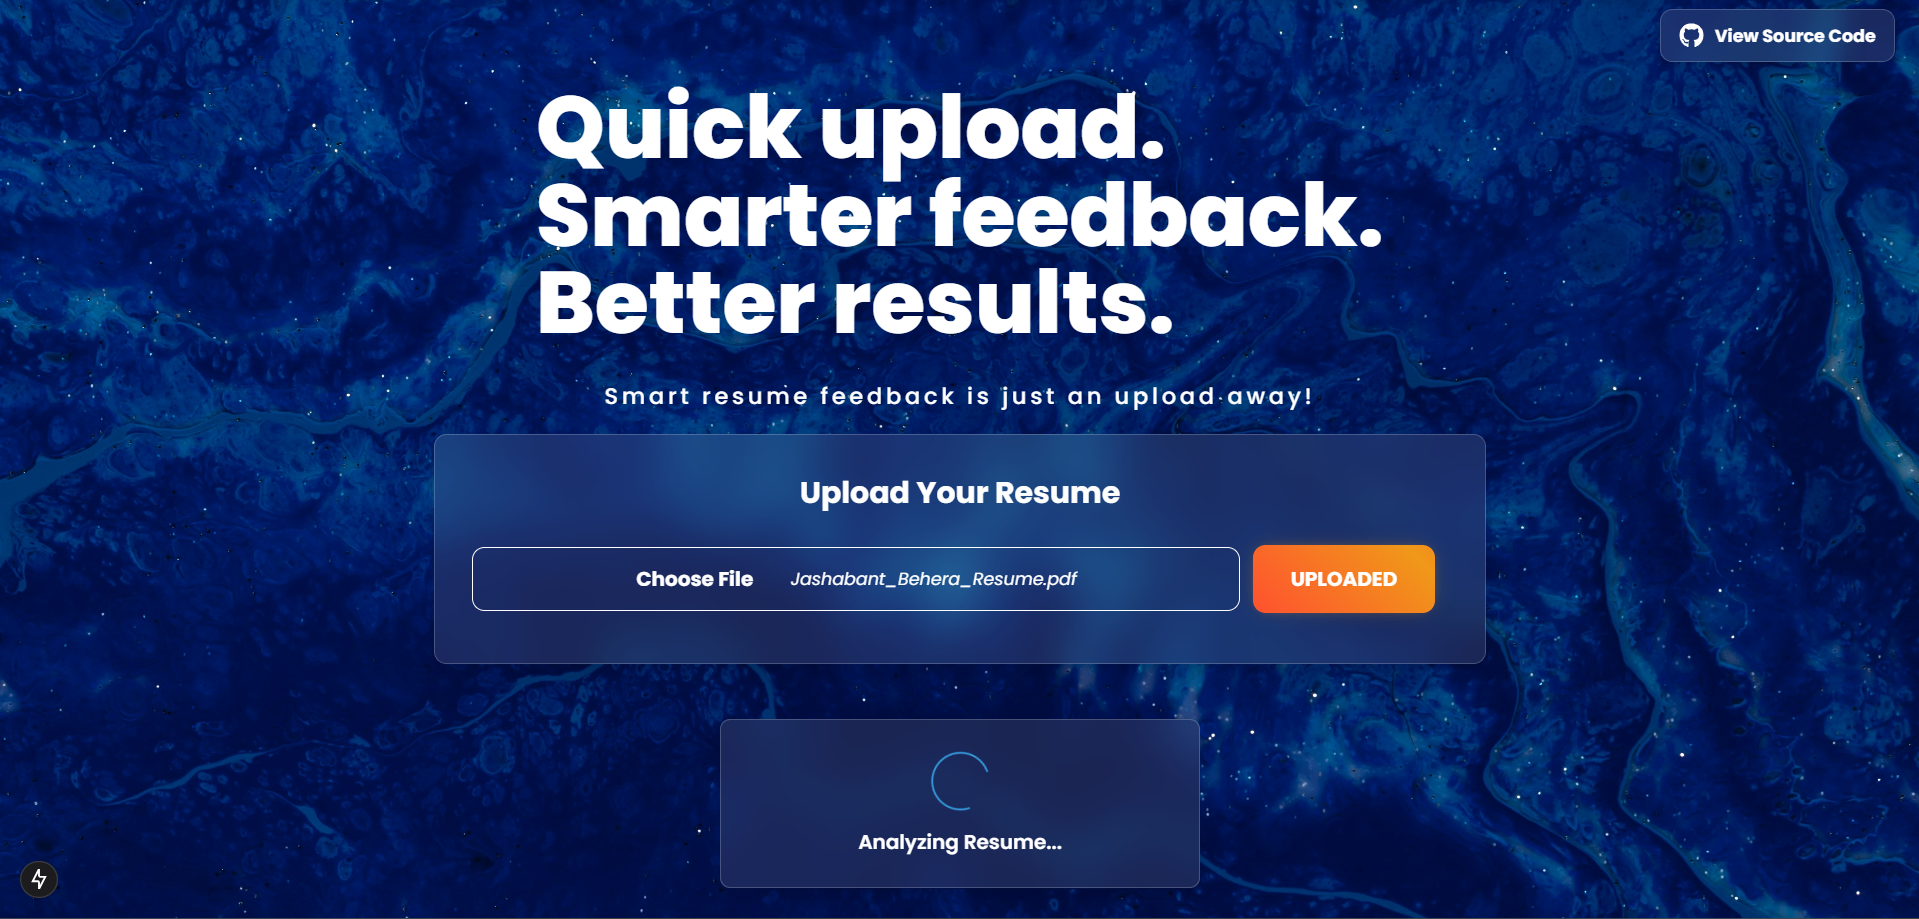 View Source Code
Quick upload.
Smarter feedback.
Better results.
Smart resume feedback is just an upload away!
Upload Your Resume
Choose File Jashabant_Behera_Resume.pdf UPLOADED
Analyzing Resume...